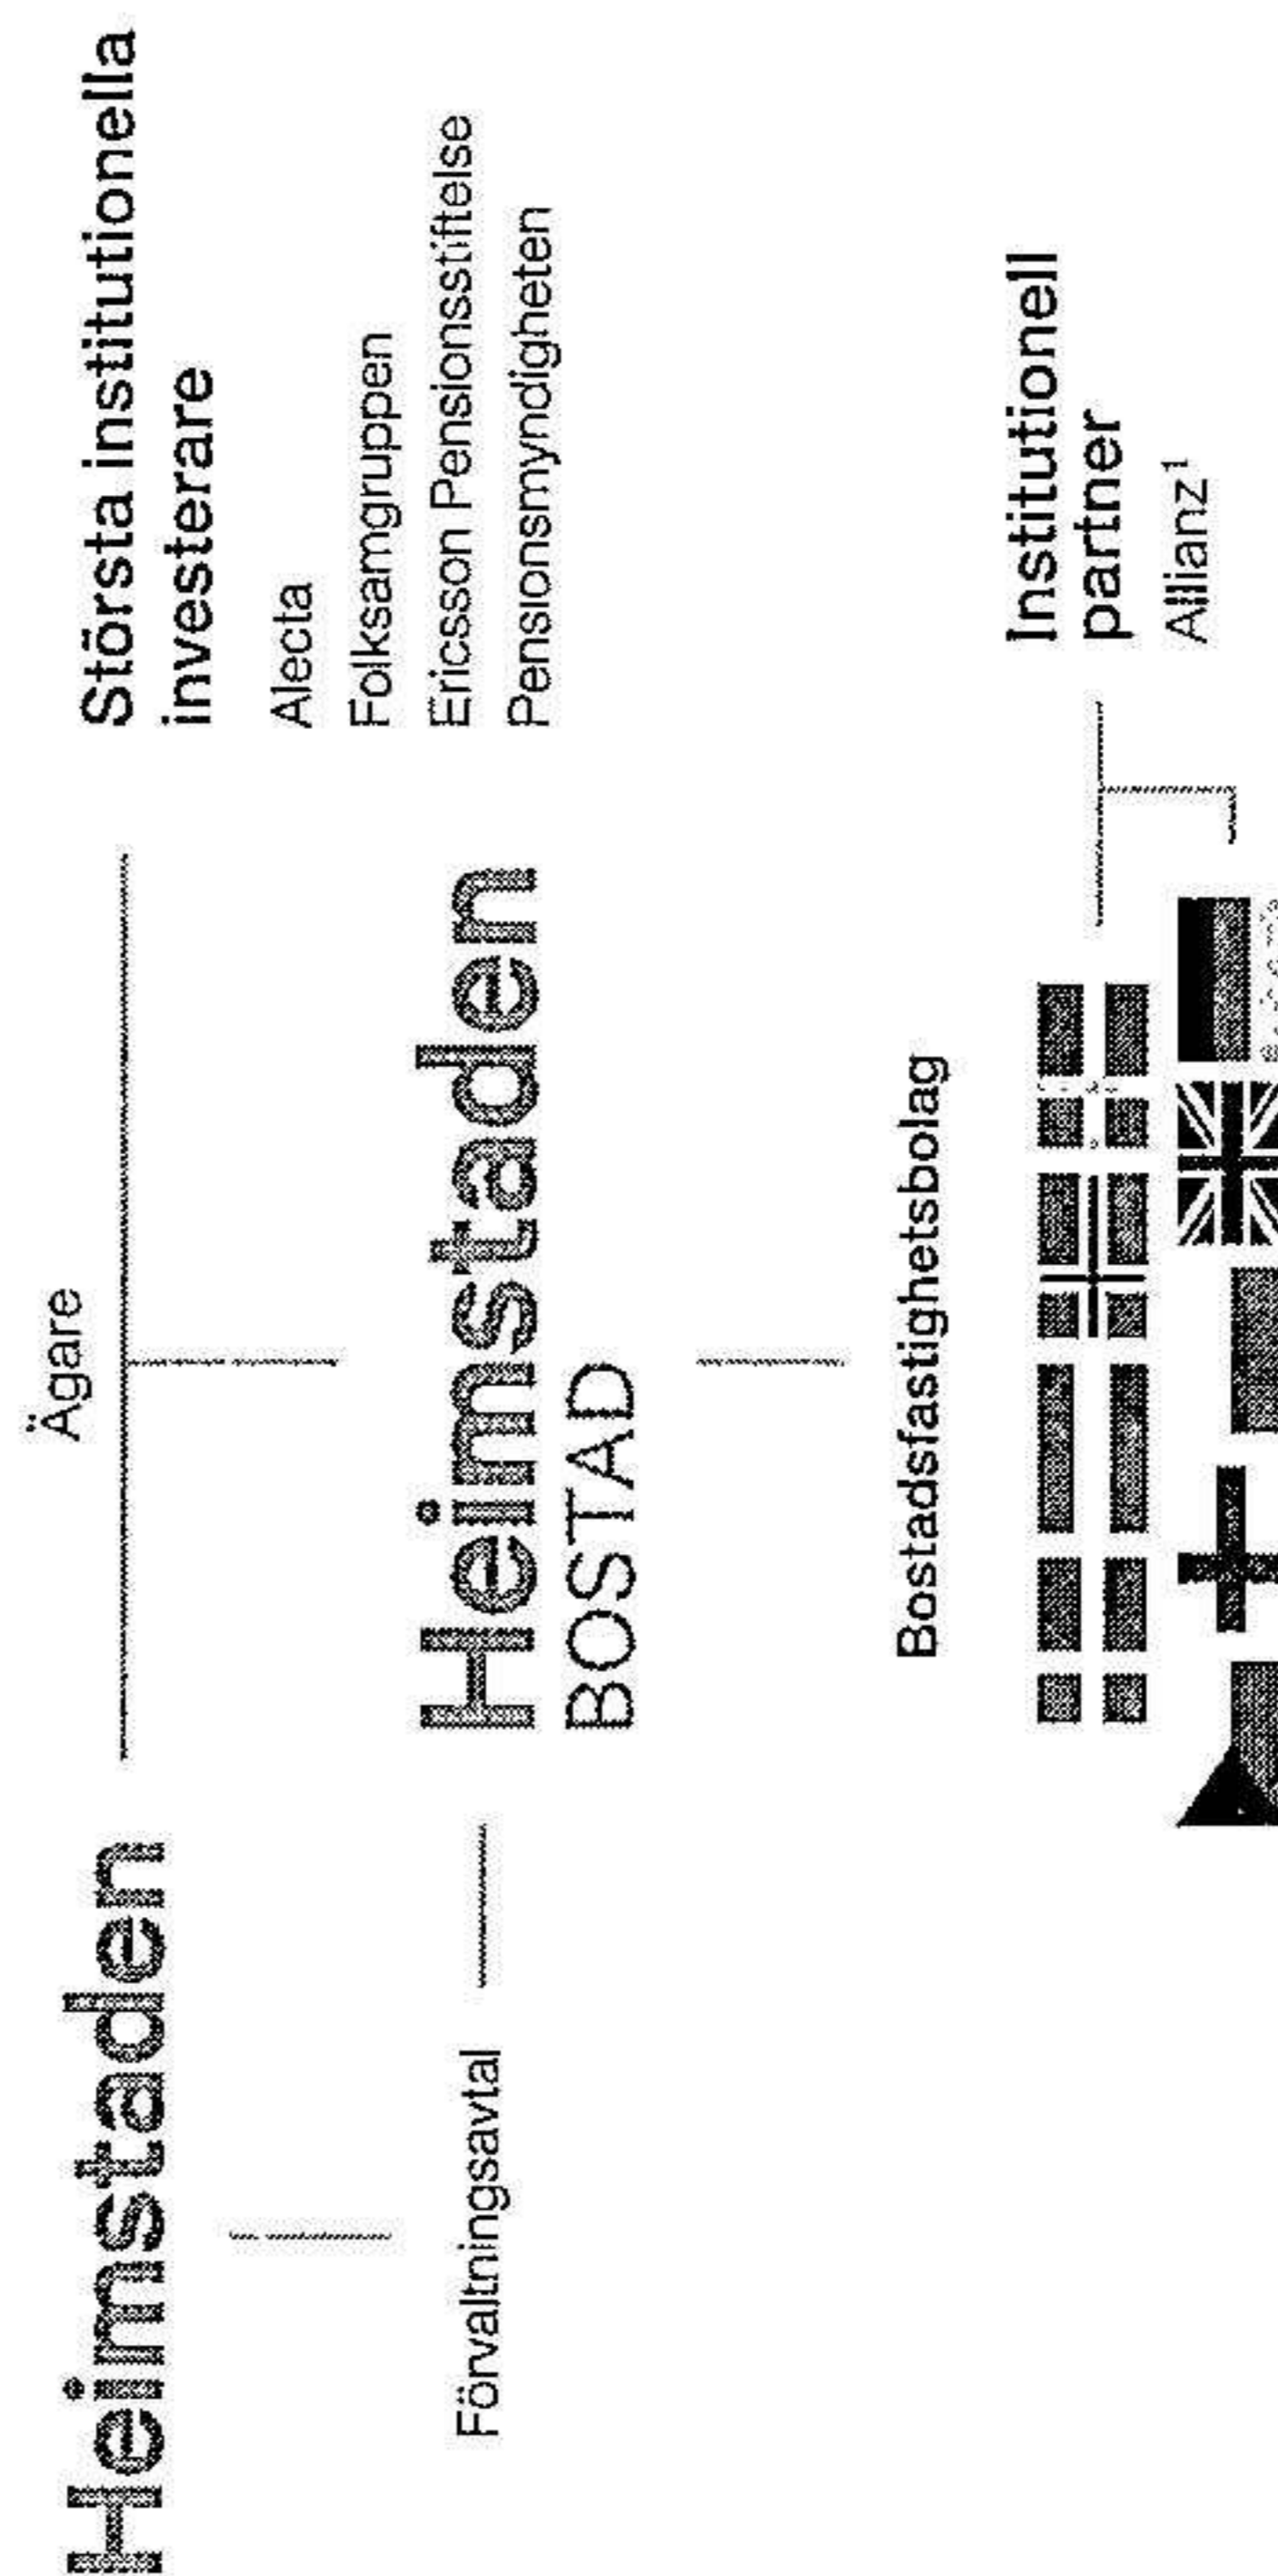 Ägare
Heimstaden
Största institutionella
investerare
Alecta
Folksamgruppen
Ericsson Pensionsstiftelse
Pensionsmyndigheten
Förvaltningsavtal
Heimstaden
BOSTAD
Bostadsfastighetsbolag
Institutionell
partner
Allianz¹